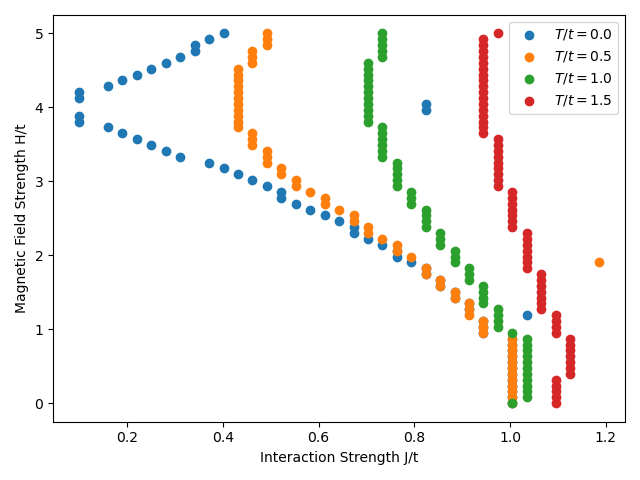 T/t = 0.0
T/t = 0.5
T/t = 1.0
T/t = 1.5
5
4
3
2
1
0
Magnetic Field Strength H/t
0.2 0.4 0.6 0.8 1.0 1.2
Interaction Strength J/t